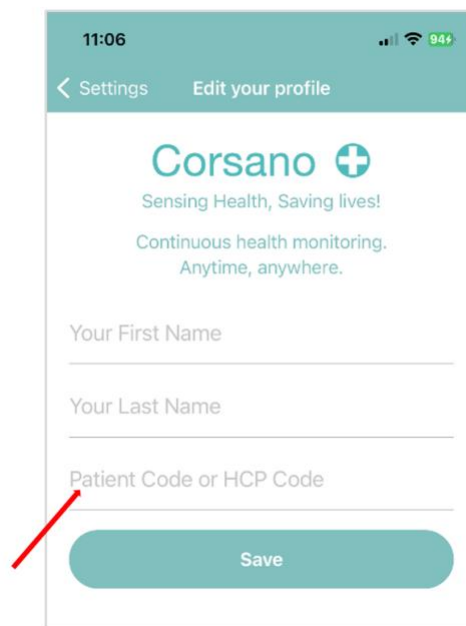 11:06
94
Settings Edit your profile
Corsano
Sensing Health, Saving lives!
Continuous health monitoring.
Anytime, anywhere.
Your First Name
Your Last Name
Patient Code or HCP Code
Save